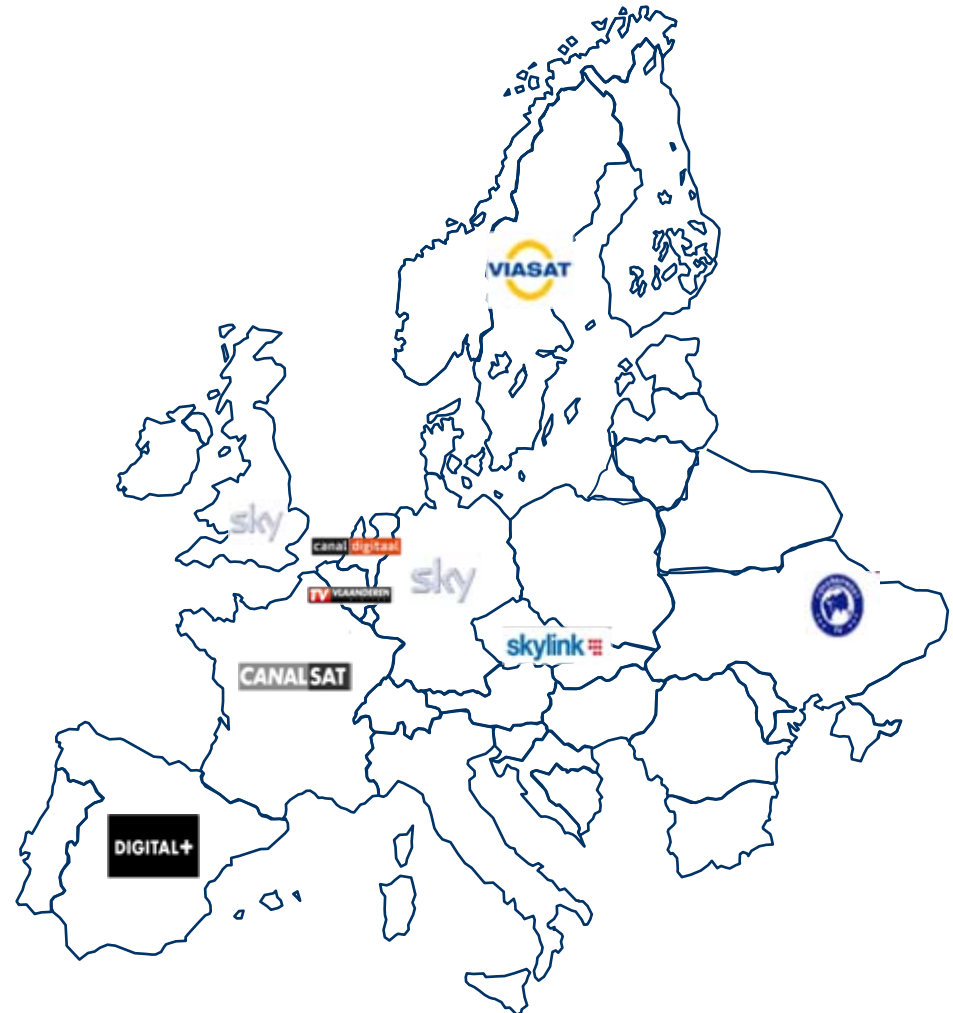 VIASAT
sky
canal digitaal
sky
TV VLAANDEREN
skylink
CANALSAT
DIGITAL+